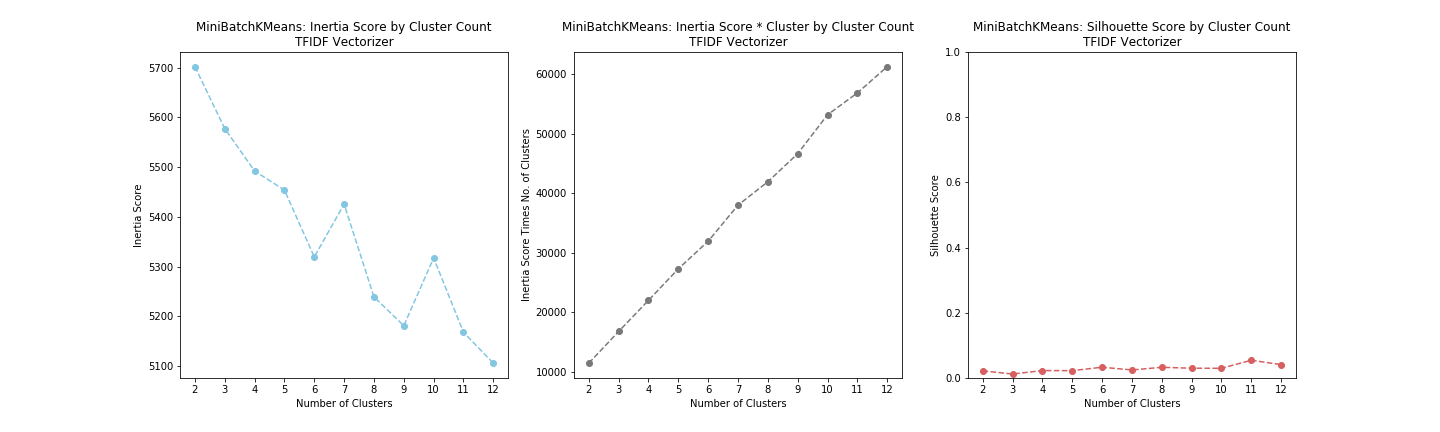 MiniBatchKMeans: Inertia Score by Cluster Count
TFIDF Vectorizer
5700
5600
5500
5400
5300
5200
5100
Inertia Score
2 3 4 5 6 7 8 9 10 11 12
Number of Clusters
MiniBatchKMeans: Inertia Score * Cluster by Cluster Count
TFIDF Vectorizer
60000
50000
40000
30000
20000
10000
Inertia Score Times No. of Clusters
2 3 4 5 6 7 8 9 10 11 12
Number of Clusters
MiniBatchKMeans: Silhouette Score by Cluster Count
TFIDF Vectorizer
1.0
0.8
0.6
0.4
0.2
0.0
Silhouette Score
2 3 4 5 6 7 8 9 10 11 12
Number of Clusters